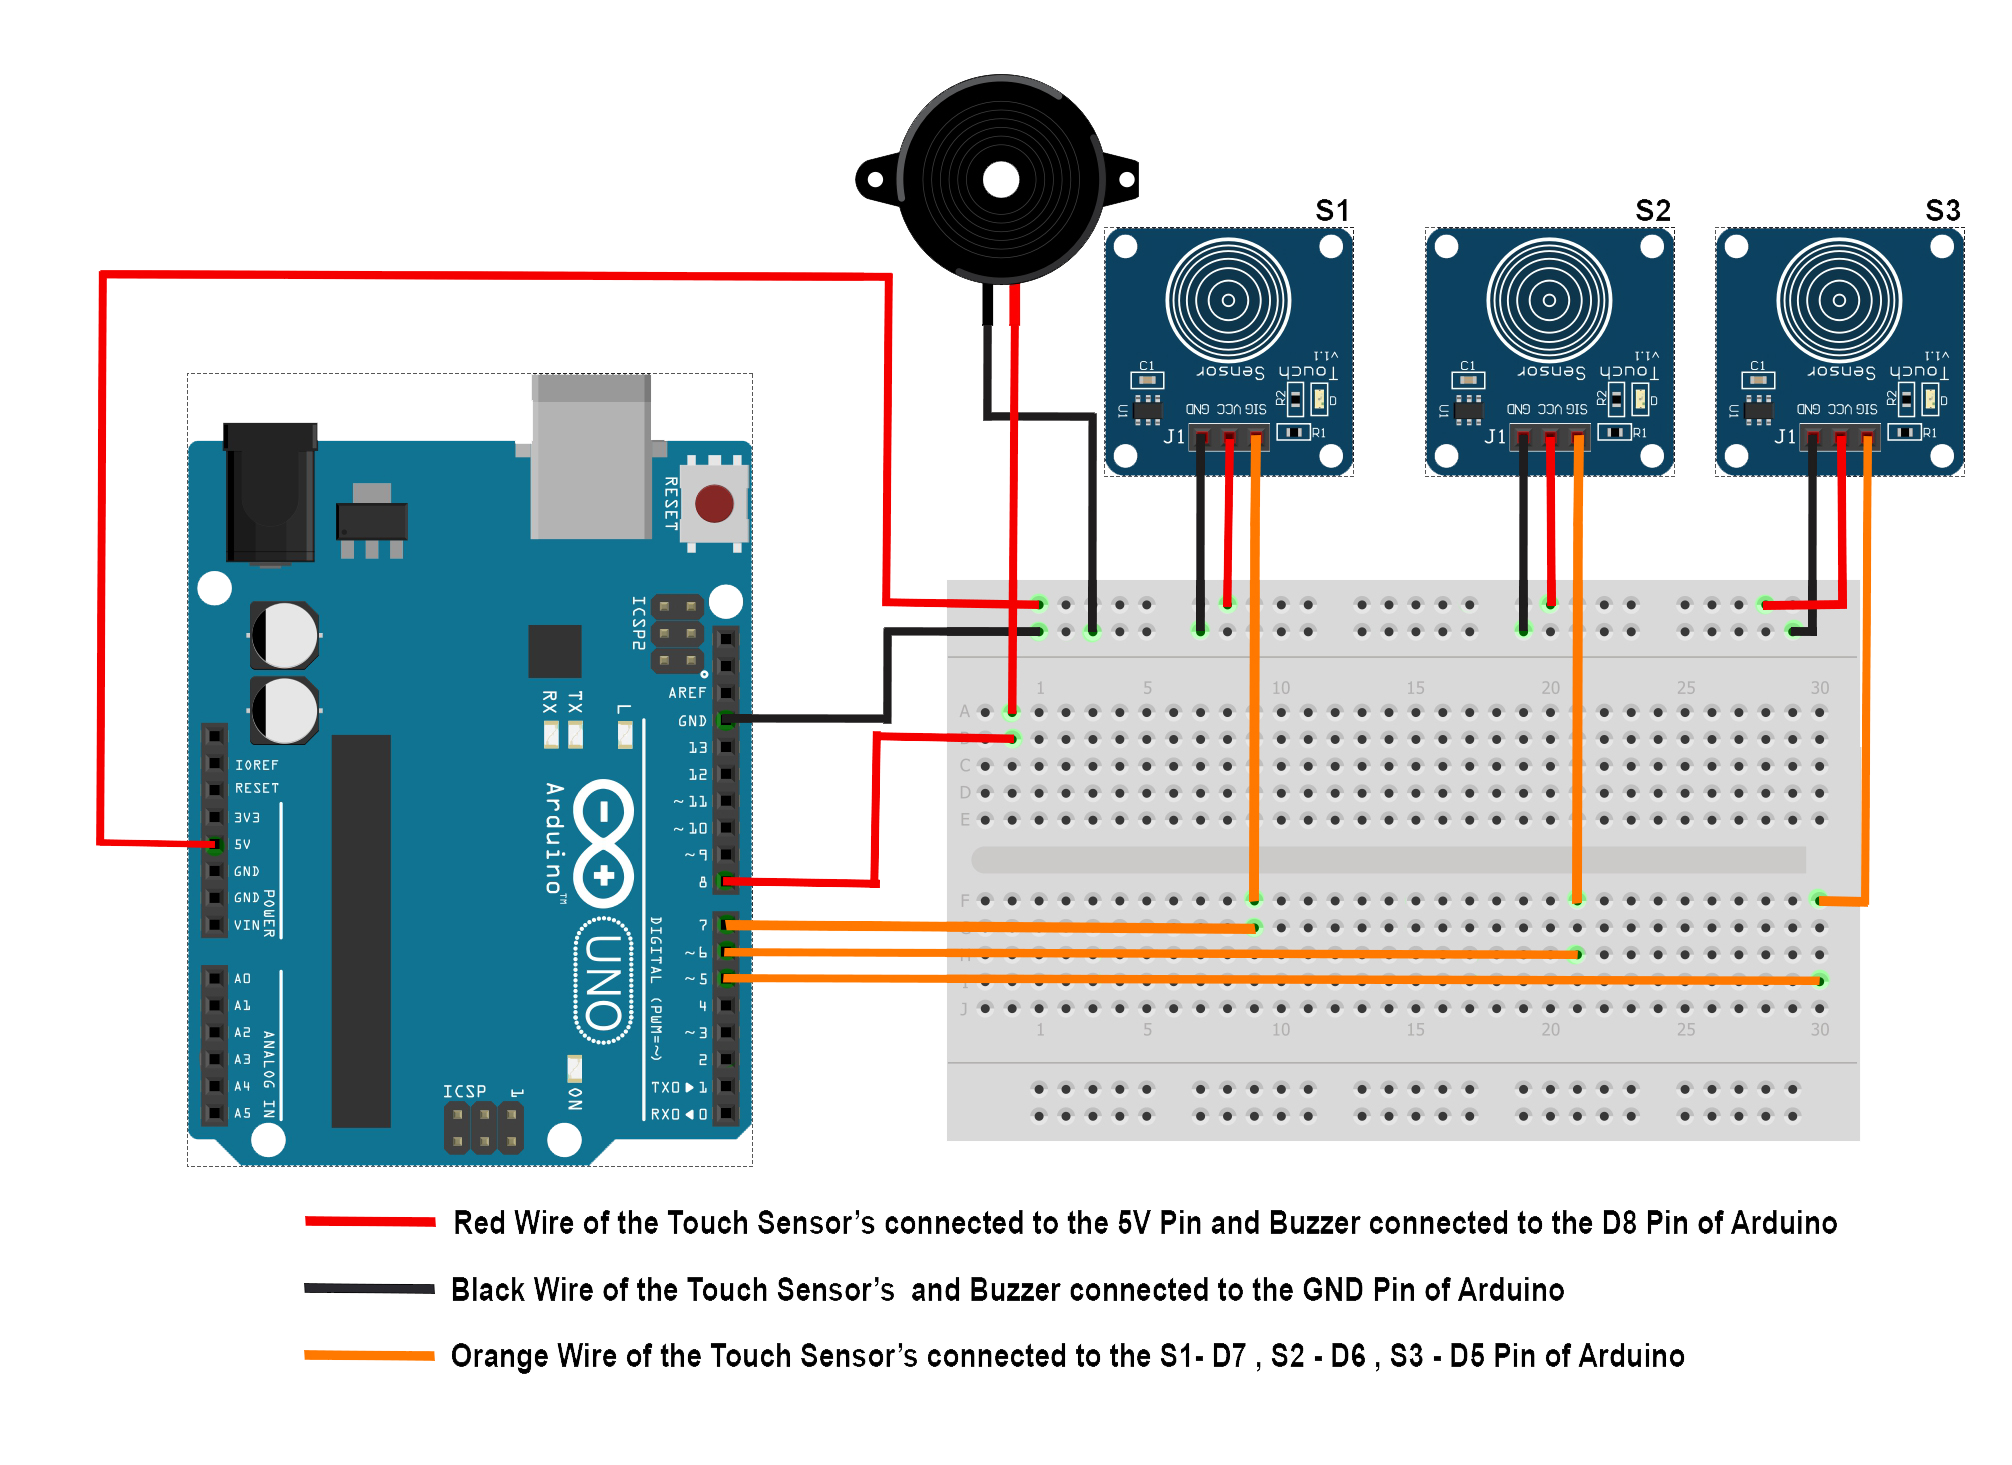 S1
S2
S3
C1
U1
Touch
Sensor
v1.1
R2
D
GND VCC SIG
J1
R1
C1
U1
Touch
Sensor
v1.1
R2
D
GND VCC SIG
J1
R1
C1
U1
Touch
Sensor
v1.1
R2
D
GND VCC SIG
J1
R1
RESET
ICSP2
AREF
GND
13
12
~11
~10
~9
8
7
~6
~5
4
~3
2
TX0▶1
RX0◀0
DIGITAL (PWM=~)
RX
TX
L
Arduino™
UNO
ON
ICSP
1
IOREF
RESET
3V3
5V
GND
GND
VIN
POWER
A0
A1
A2
A3
A4
A5
ANALOG IN
1 5 10 15 20 25 30
A
C
D
E
F
J
1 5 10 15 20 25 30
Red Wire of the Touch Sensor’s connected to the 5V Pin and Buzzer connected to the D8 Pin of Arduino
Black Wire of the Touch Sensor’s  and Buzzer connected to the GND Pin of Arduino
Orange Wire of the Touch Sensor’s connected to the S1- D7 , S2 - D6 , S3 - D5 Pin of Arduino